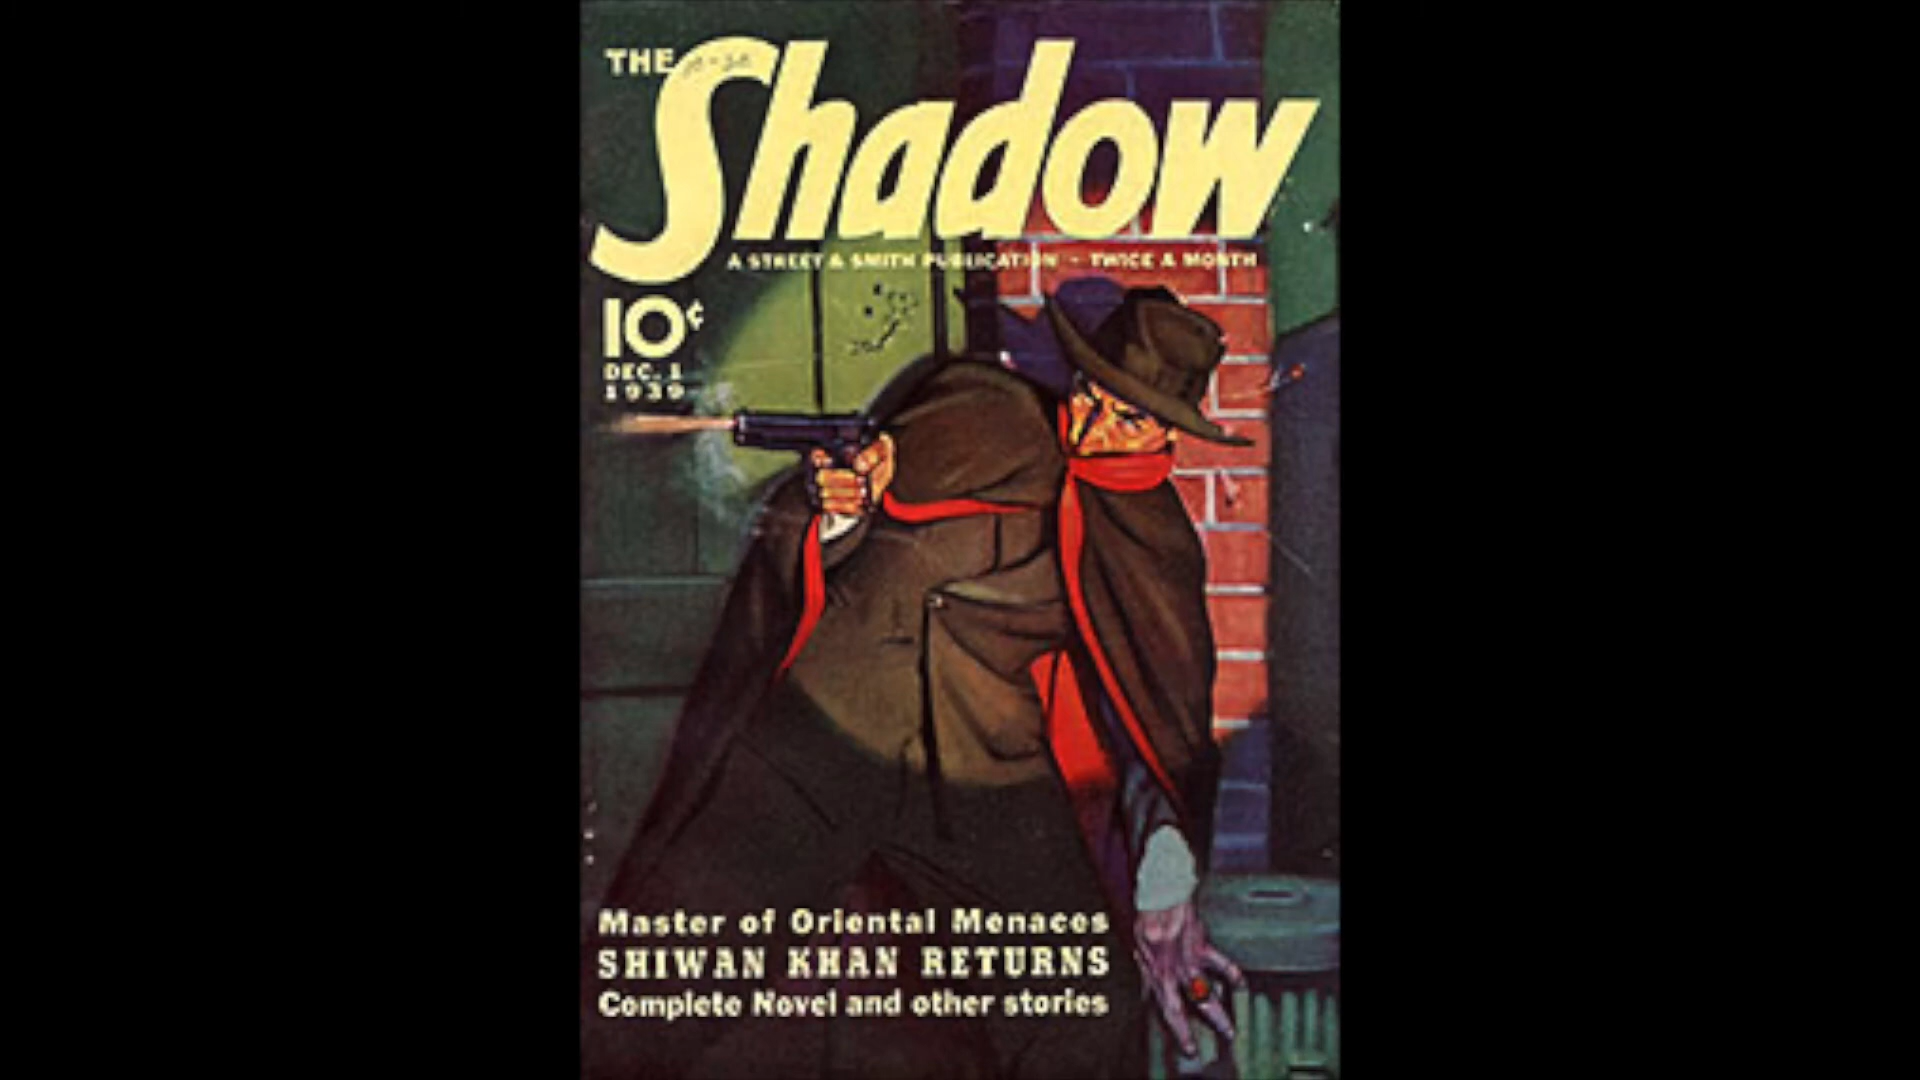 THE Shadow
A STREET & SMITH PUBLICATION - TWICE A MONTH
10¢
DEC. 1
1939
Master of Oriental Menaces
SHIWAN KHAN RETURNS
Complete Novel and other stories